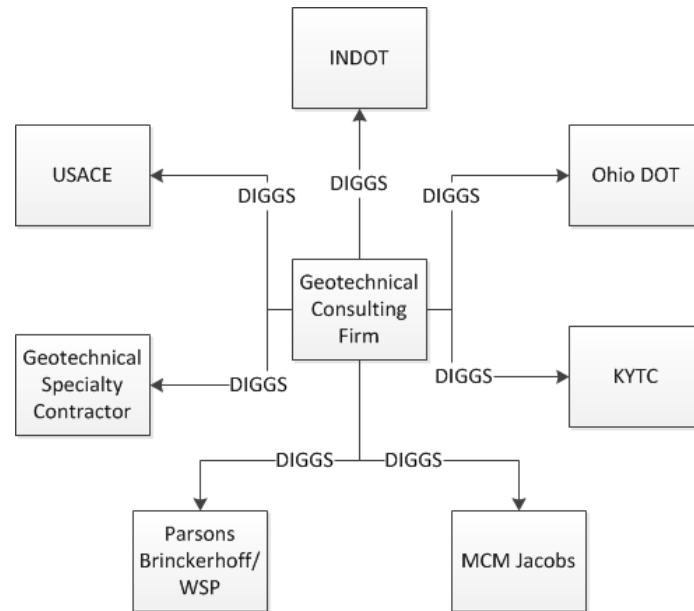 INDOT
USACE
Ohio DOT
DIGGS
DIGGS
DIGGS
Geotechnical
Consulting
Firm
Geotechnical
Specialty
Contractor
DIGGS
DIGGS
KYTC
DIGGS
DIGGS
Parsons
Brinckerhoff/
WSP
MCM Jacobs